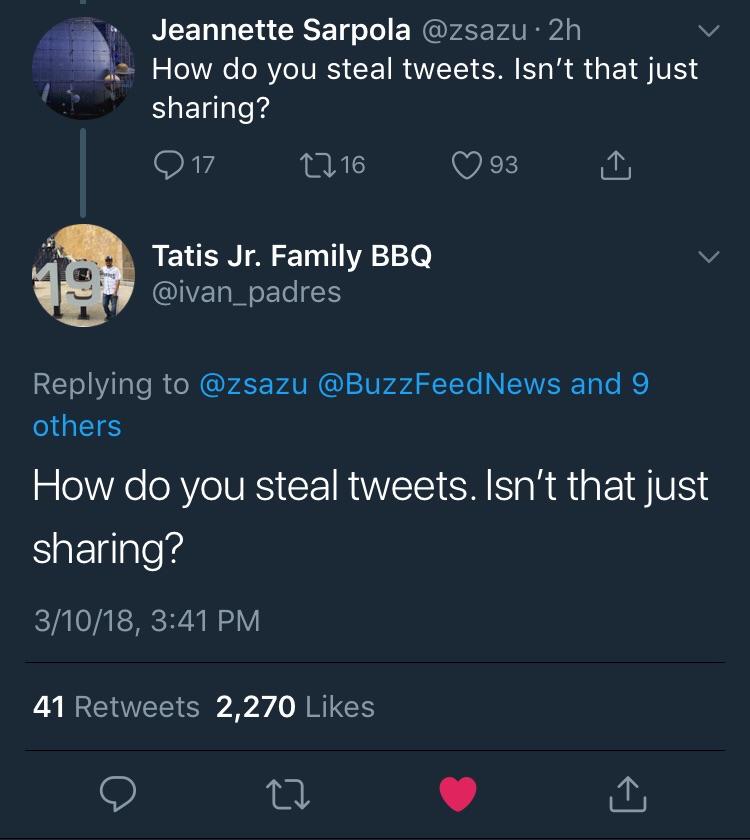 Jeannette Sarpola @zsazu · 2h
How do you steal tweets. Isn’t that just
sharing?
17 16 93
19
Tatis Jr. Family BBQ
@ivan_padres
Replying to @zsazu @BuzzFeedNews and 9
others
How do you steal tweets. Isn’t that just
sharing?
3/10/18, 3:41 PM
41 Retweets 2,270 Likes